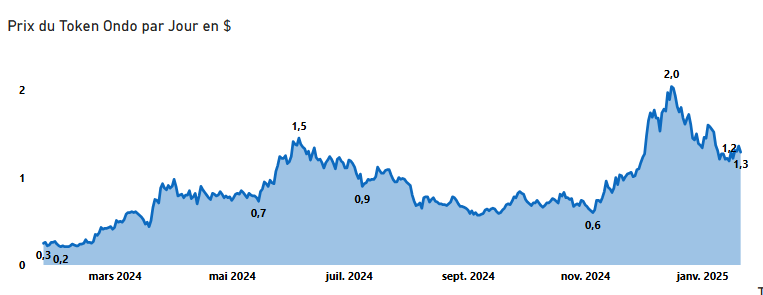 Prix du Token Ondo par Jour en $
2,0
2
1,5
1,2
1,3
1
0,7
0,9
0,6
0,3
0,2
0
mars 2024
mai 2024
juil. 2024
sept. 2024
nov. 2024
janv. 2025
T